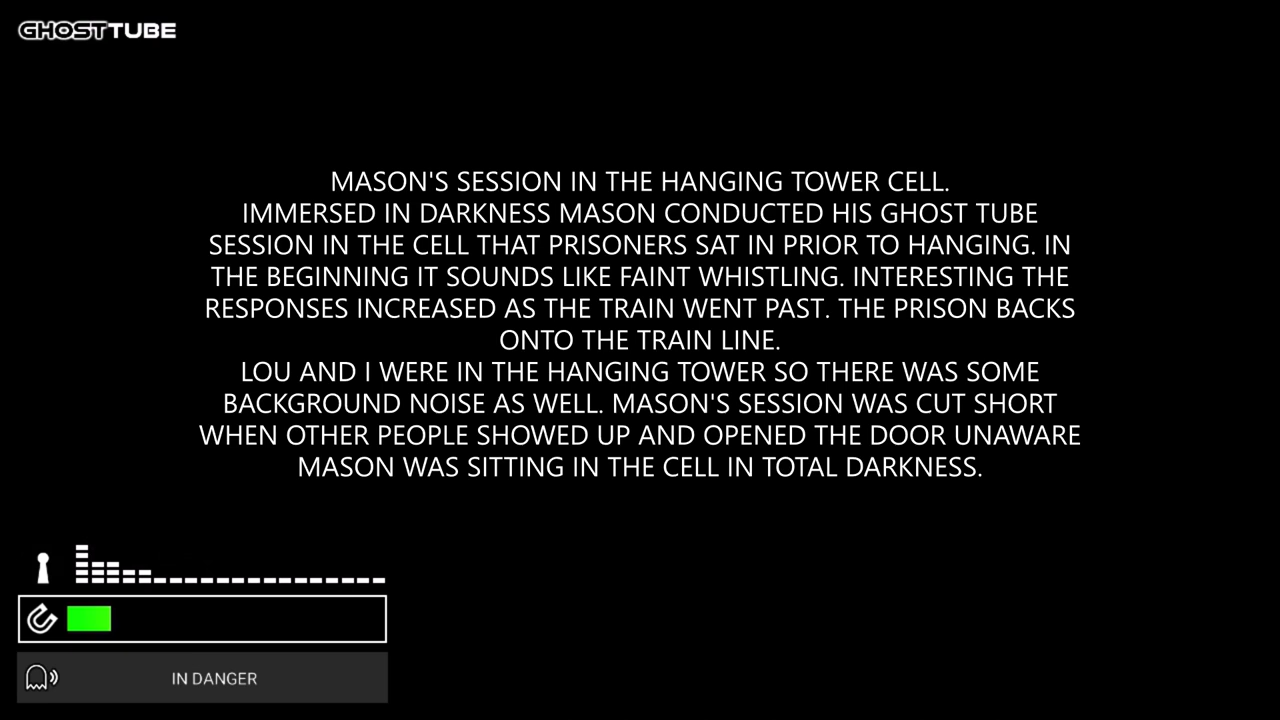 GHOSTTUBE
MASON'S SESSION IN THE HANGING TOWER CELL.
IMMERSED IN DARKNESS MASON CONDUCTED HIS GHOST TUBE
SESSION IN THE CELL THAT PRISONERS SAT IN PRIOR TO HANGING. IN
THE BEGINNING IT SOUNDS LIKE FAINT WHISTLING. INTERESTING THE
RESPONSES INCREASED AS THE TRAIN WENT PAST. THE PRISON BACKS
ONTO THE TRAIN LINE.
LOU AND I WERE IN THE HANGING TOWER SO THERE WAS SOME
BACKGROUND NOISE AS WELL. MASON'S SESSION WAS CUT SHORT
WHEN OTHER PEOPLE SHOWED UP AND OPENED THE DOOR UNAWARE
MASON WAS SITTING IN THE CELL IN TOTAL DARKNESS.
IN DANGER